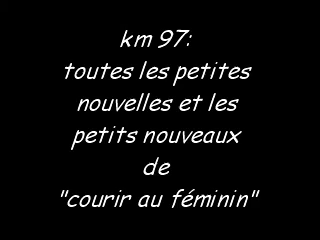 km 97:
toutes les petites
nouvelles et les
petits nouveaux
de
"courir au féminin"